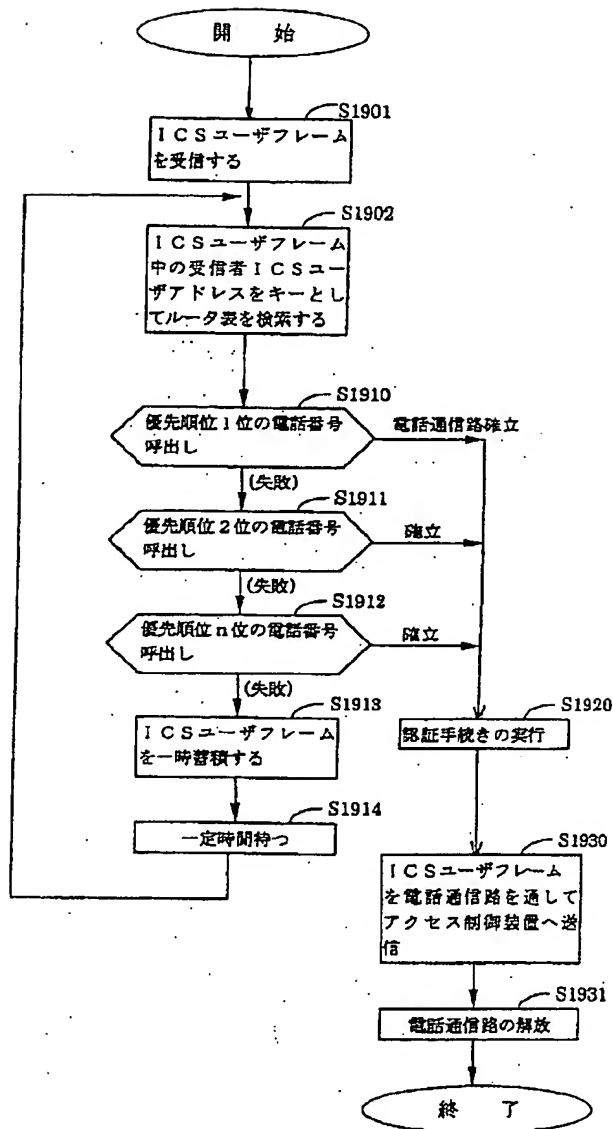 開 始
S1901
ICSユーザフレーム
を受信する
S1902
ICSユーザフレーム
中の受信者ICSユー
ザアドレスをキーとし
てルータ表を検索する
S1910
優先順位1位の電話番号
呼出し
電話通信路確立
(失敗)
S1911
優先順位2位の電話番号
呼出し
確立
(失敗)
S1912
優先順位n位の電話番号
呼出し
確立
(失敗)
S1913
ICSユーザフレーム
を一時蓄積する
S1914
一定時間待つ
S1920
認証手続きの実行
S1930
ICSユーザフレーム
を電話通信路を通して
アクセス制御装置へ送
信
S1931
電話通信路の解放
終 了